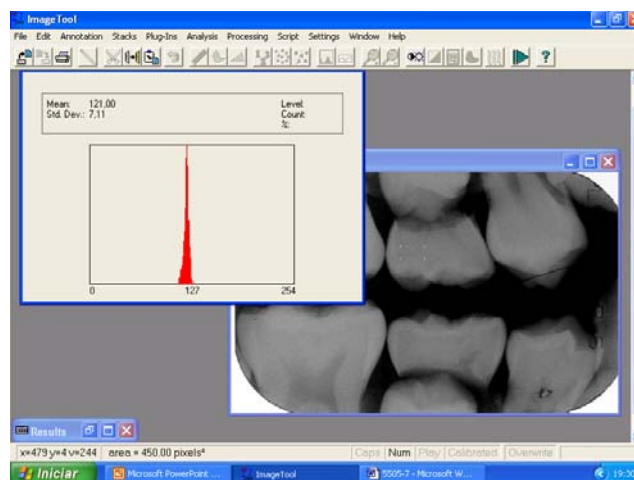 ImageTool
File Edit Annotation Stacks Plug-Ins Analysis Processing Script Settings Window Help
Mean: 121,00 Level:
Std. Dev.: 7,11 Count:
%:
0 127 254
Results
x=479 y=4 v=244 area = 450.00 pixels²
Caps Num Play Calibrated Overwrite
Iniciar Microsoft PowerPoint ... ImageTool 5505-7 - Microsoft W... 19:30